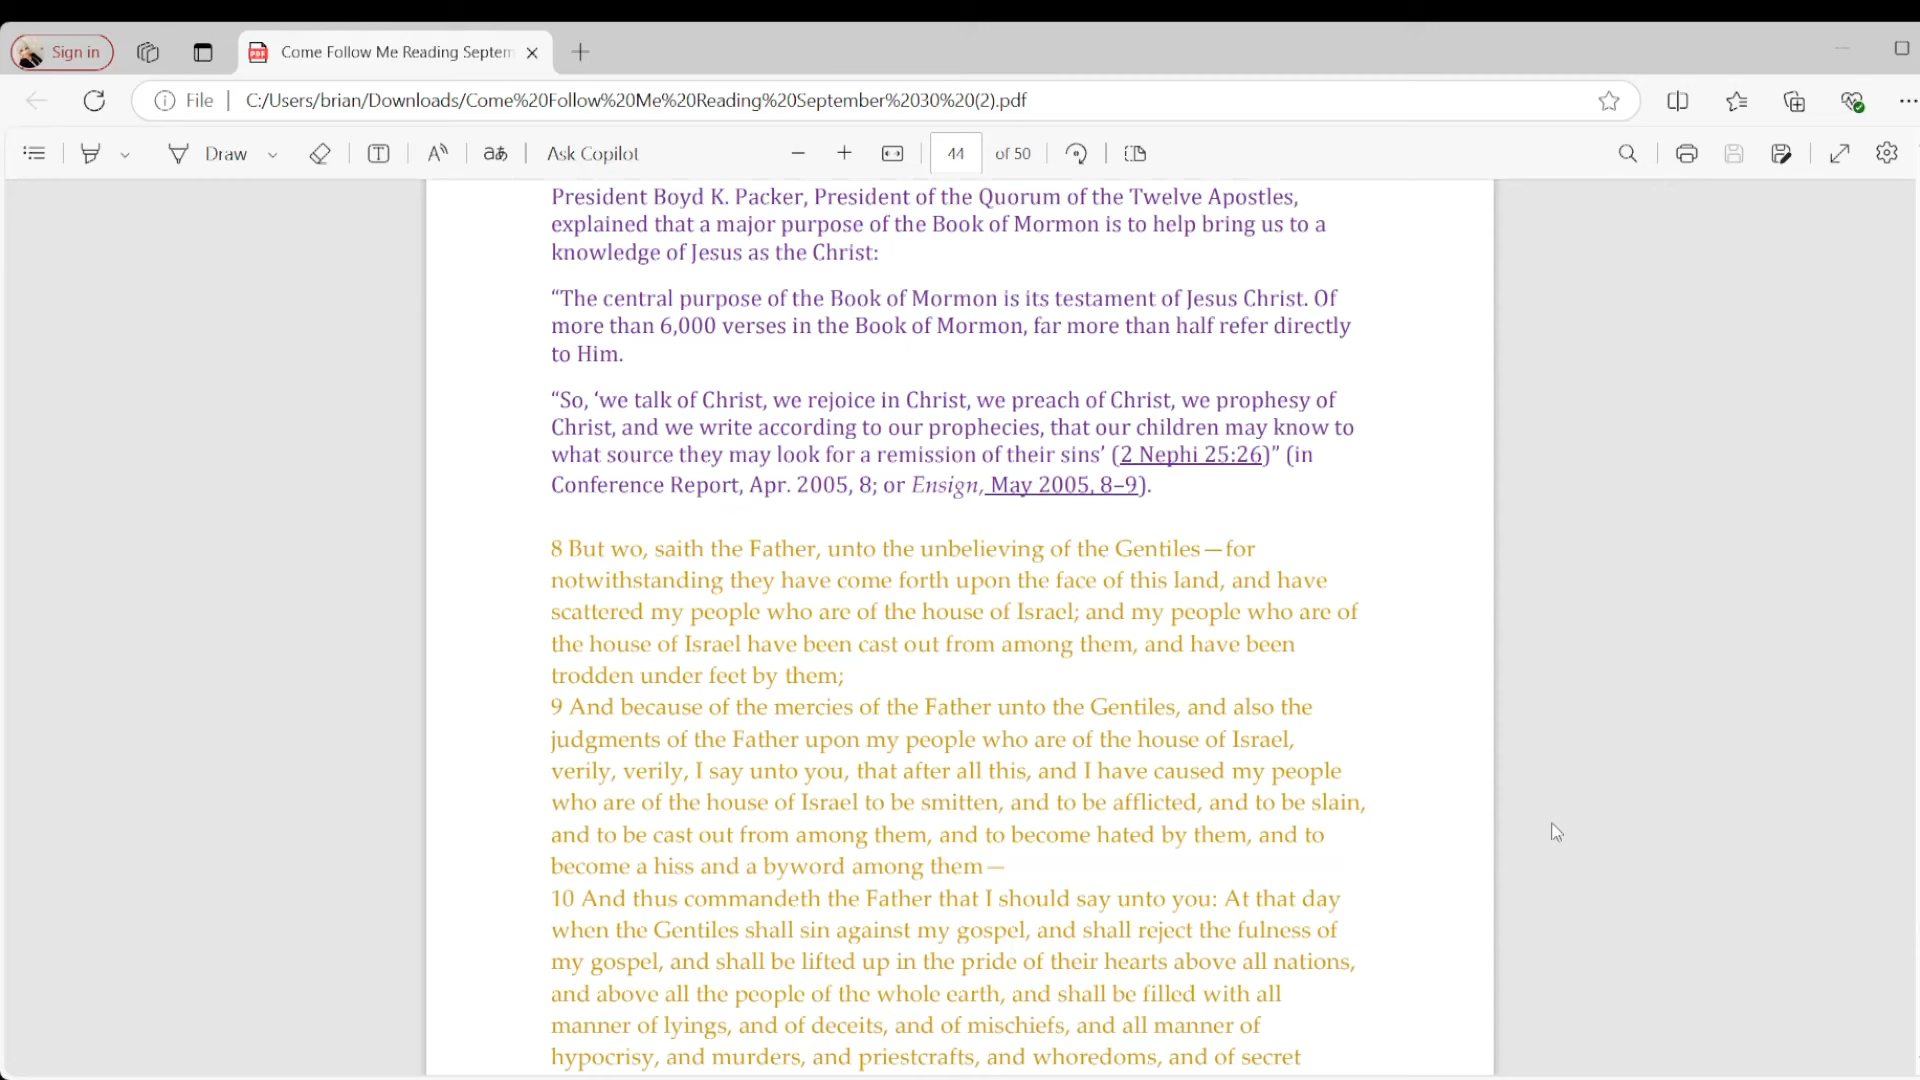 Sign in
Come Follow Me Reading Septem
File
C:/Users/brian/Downloads/Come%20Follow%20Me%20Reading%20September%2030%20(2).pdf
Draw
Ask Copilot
44 of 50
President Boyd K. Packer, President of the Quorum of the Twelve Apostles,
explained that a major purpose of the Book of Mormon is to help bring us to a
knowledge of Jesus as the Christ:
“The central purpose of the Book of Mormon is its testament of Jesus Christ. Of
more than 6,000 verses in the Book of Mormon, far more than half refer directly
to Him.
“So, ‘we talk of Christ, we rejoice in Christ, we preach of Christ, we prophesy of
Christ, and we write according to our prophecies, that our children may know to
what source they may look for a remission of their sins’ (2 Nephi 25:26)” (in
Conference Report, Apr. 2005, 8; or Ensign, May 2005, 8–9).
8 But wo, saith the Father, unto the unbelieving of the Gentiles—for
notwithstanding they have come forth upon the face of this land, and have
scattered my people who are of the house of Israel; and my people who are of
the house of Israel have been cast out from among them, and have been
trodden under feet by them;
9 And because of the mercies of the Father unto the Gentiles, and also the
judgments of the Father upon my people who are of the house of Israel,
verily, verily, I say unto you, that after all this, and I have caused my people
who are of the house of Israel to be smitten, and to be afflicted, and to be slain,
and to be cast out from among them, and to become hated by them, and to
become a hiss and a byword among them—
10 And thus commandeth the Father that I should say unto you: At that day
when the Gentiles shall sin against my gospel, and shall reject the fulness of
my gospel, and shall be lifted up in the pride of their hearts above all nations,
and above all the people of the whole earth, and shall be filled with all
manner of lyings, and of deceits, and of mischiefs, and all manner of
hypocrisy, and murders, and priestcrafts, and whoredoms, and of secret